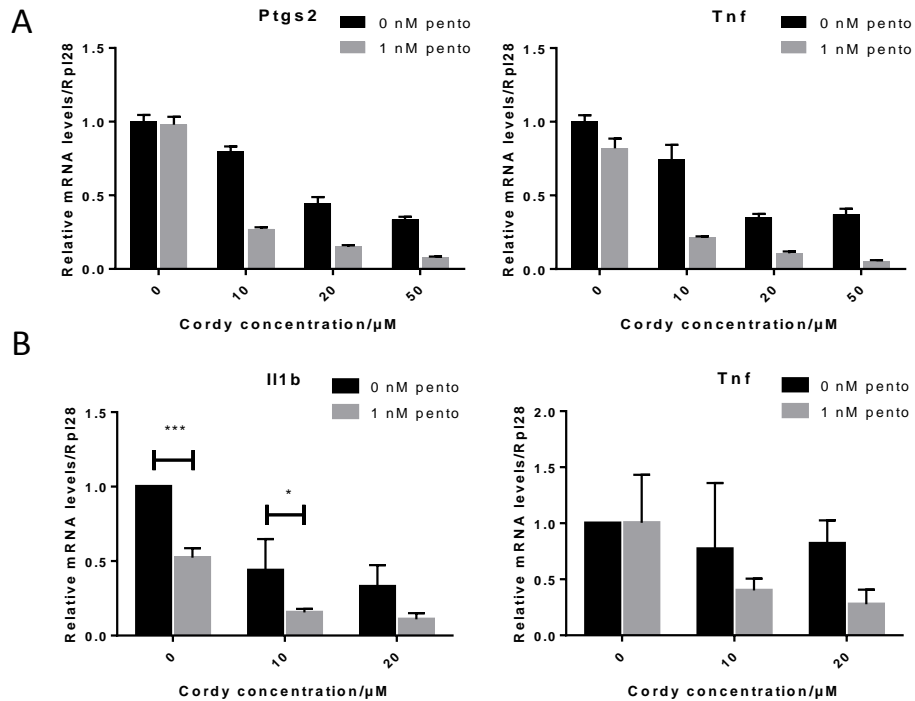 A
Ptgs2
0 nM pento
1 nM pento
Relative mRNA levels/Rpl28
1.5
1.0
0.5
0.0
0
10
20
50
Cordy concentration/µM
Tnf
0 nM pento
1 nM pento
Relative mRNA levels/Rpl28
1.5
1.0
0.5
0.0
0
10
20
50
Cordy concentration/µM
B
Il1b
0 nM pento
1 nM pento
Relative mRNA levels/Rpl28
1.5
1.0
0.5
0.0
***
*
0
10
20
Cordy concentration/µM
Tnf
0 nM pento
1 nM pento
Relative mRNA levels/Rpl28
2.0
1.5
1.0
0.5
0.0
0
10
20
Cordy concentration/µM